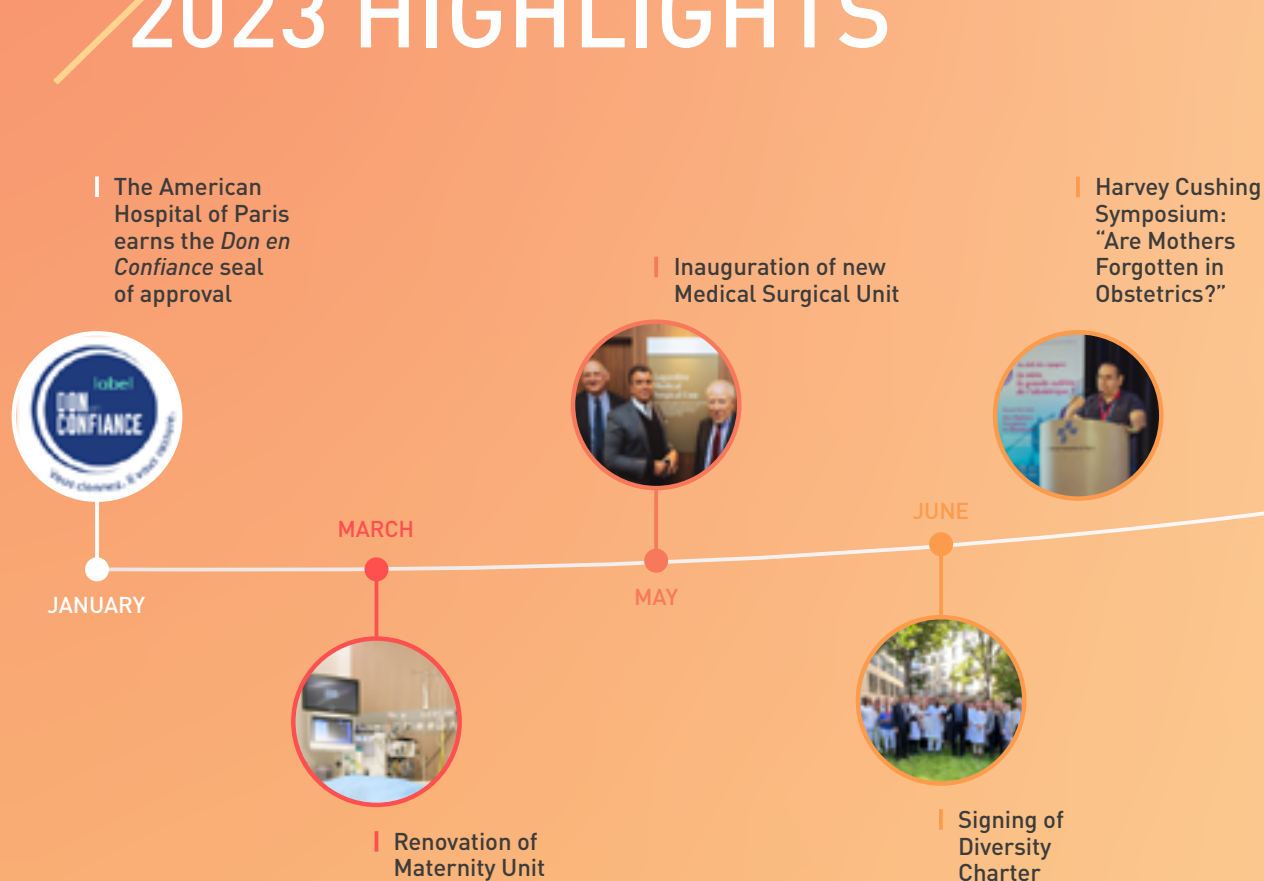 2023 HIGHLIGHTS
The American
Hospital of Paris
earns the Don en
Confiance seal
of approval
label
DON
CONFIANCE
JANUARY
MARCH
Renovation of
Maternity Unit
Inauguration of new
Medical Surgical Unit
MAY
JUNE
Signing of
Diversity
Charter
Harvey Cushing
Symposium:
“Are Mothers
Forgotten in
Obstetrics?”